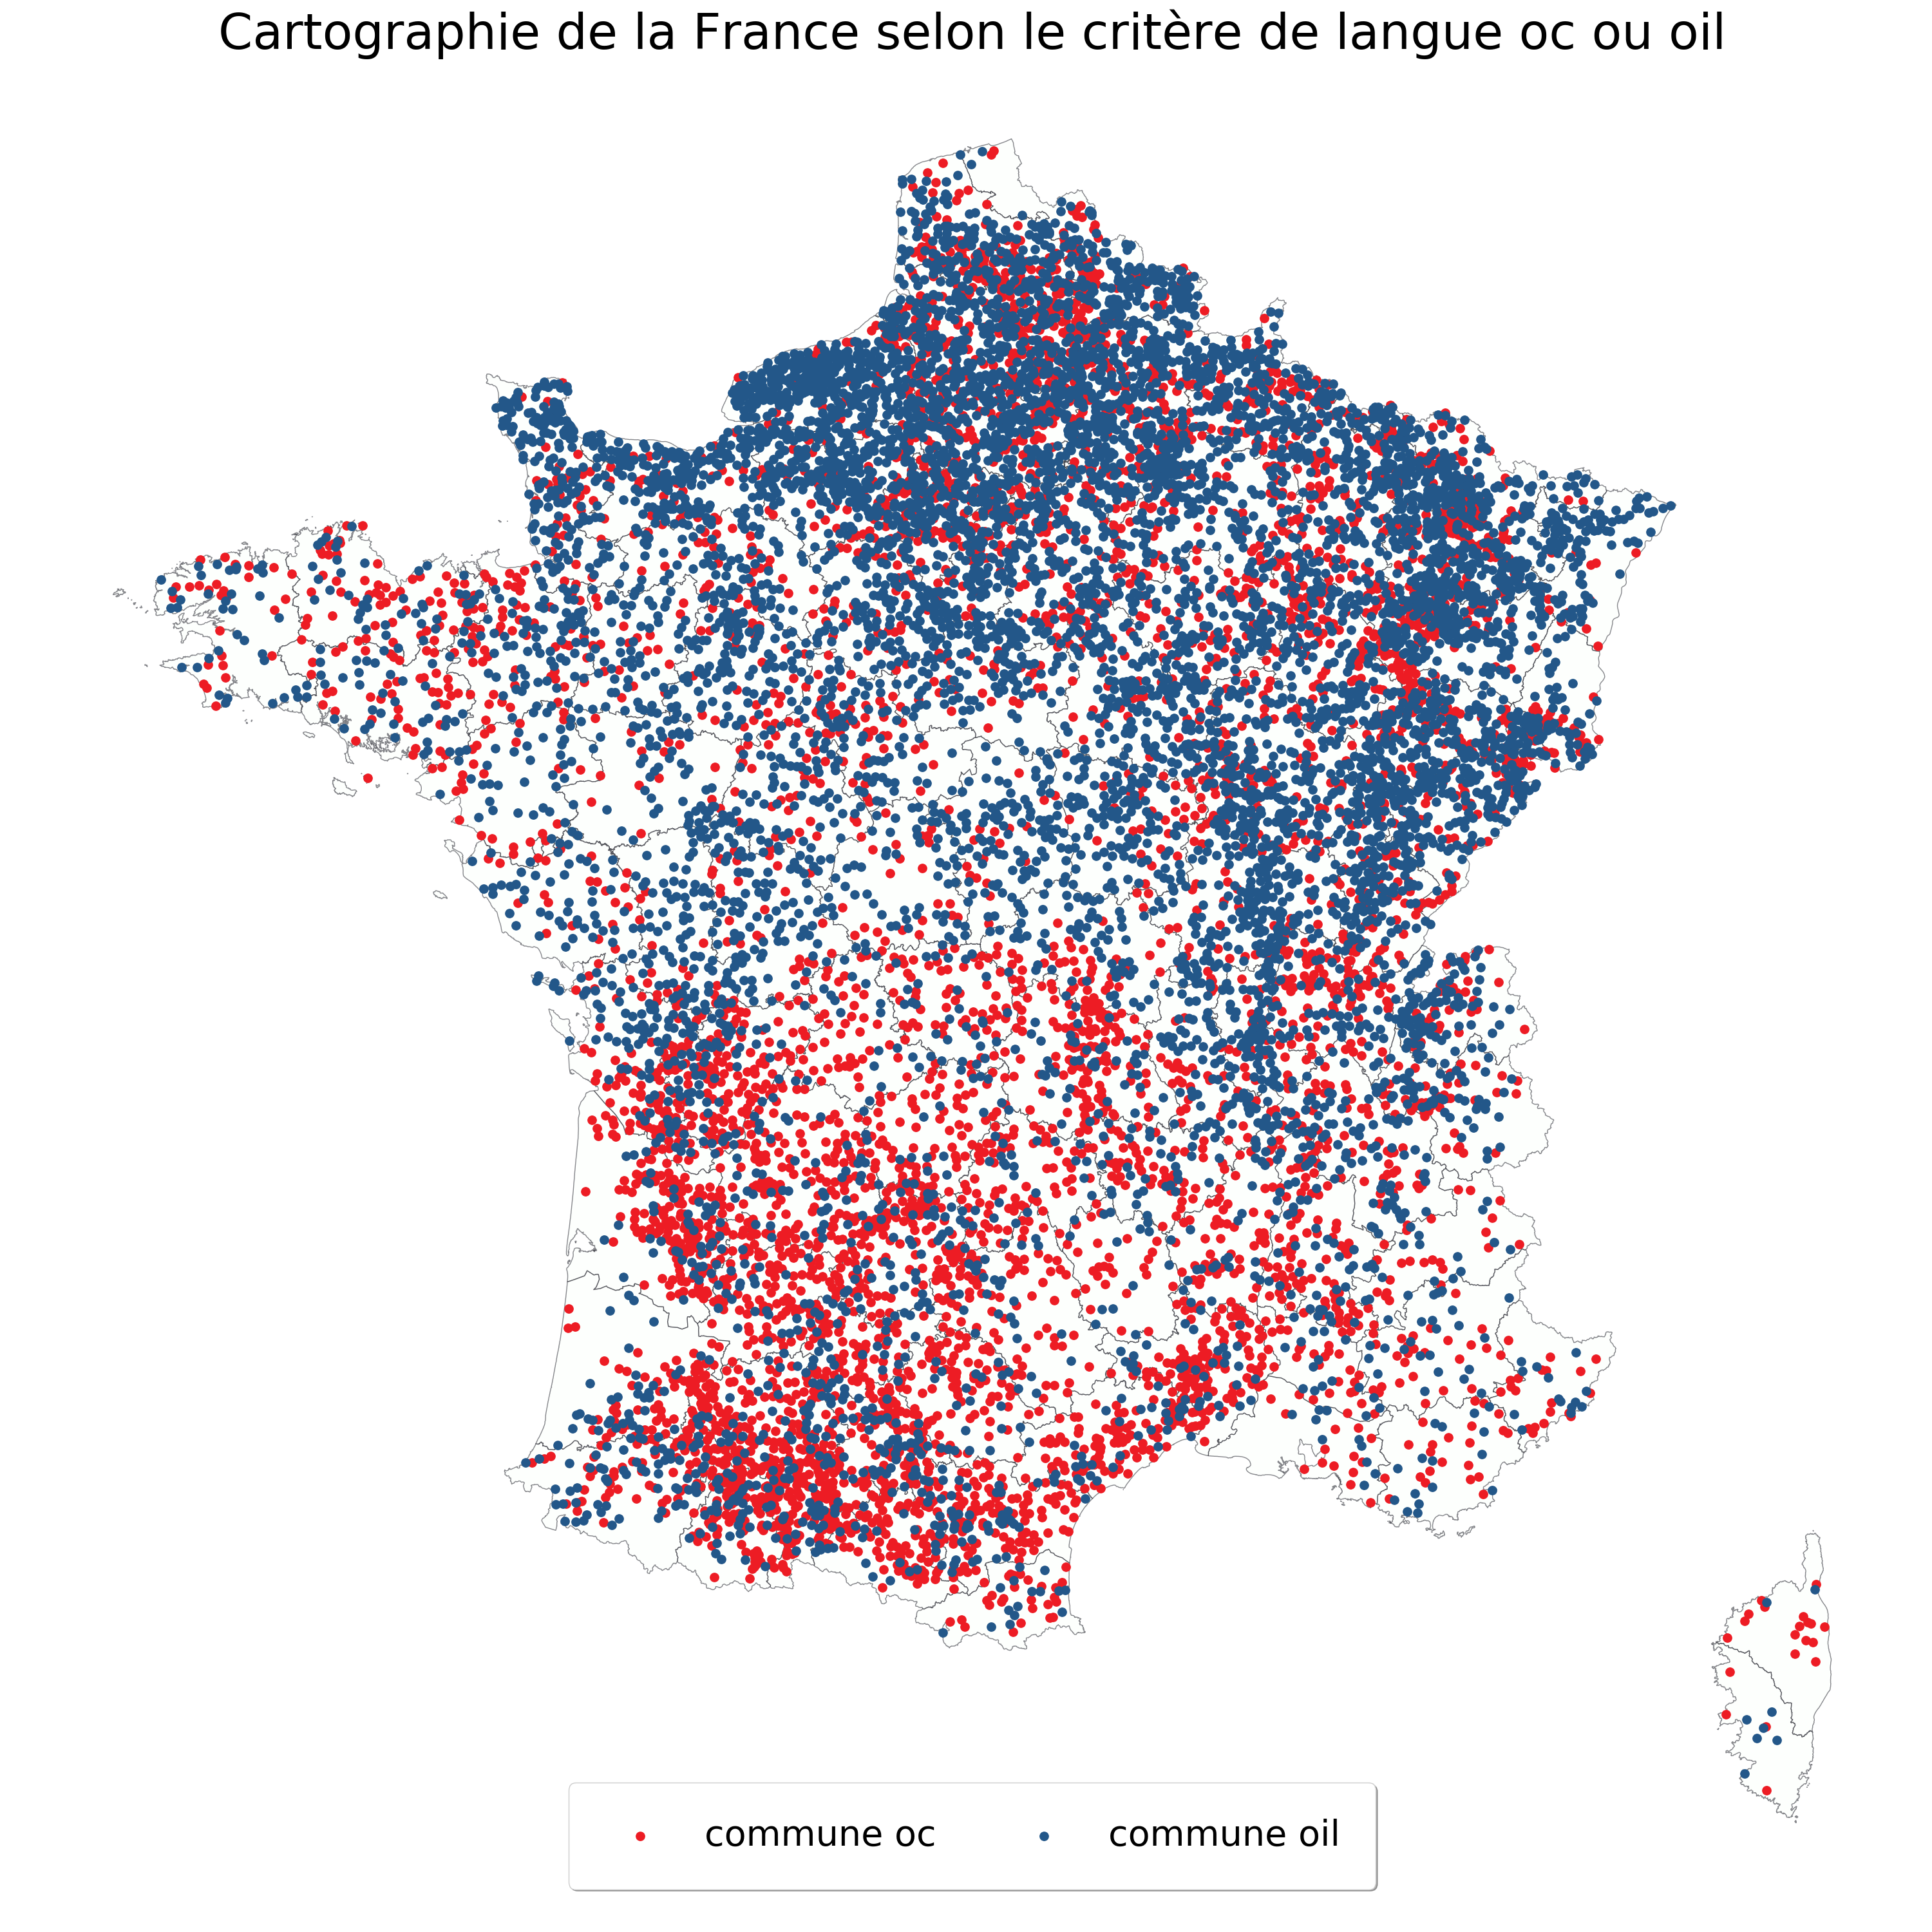 Cartographie de la France selon le critère de langue oc ou oil
commune oc
commune oil